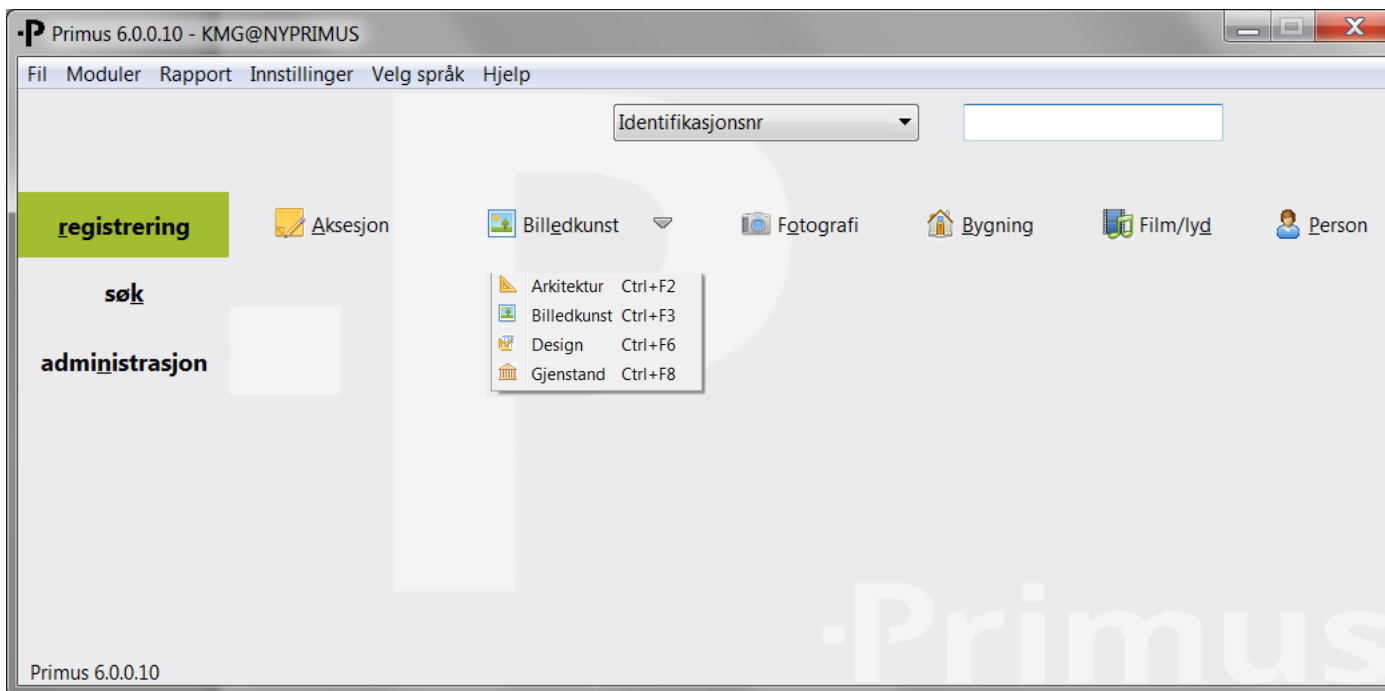 Primus 6.0.0.10 - KMG@NYPRIMUS
Fil Moduler Rapport Innstillinger Velg språk Hjelp
Identifikasjonsnr
registrering Aksesjon Billedkunst Fotografi Bygning Film/lyd Person
søk
administrasjon
Arkitektur Ctrl+F2
Billedkunst Ctrl+F3
Design Ctrl+F6
Gjenstand Ctrl+F8
Primus
Primus 6.0.0.10